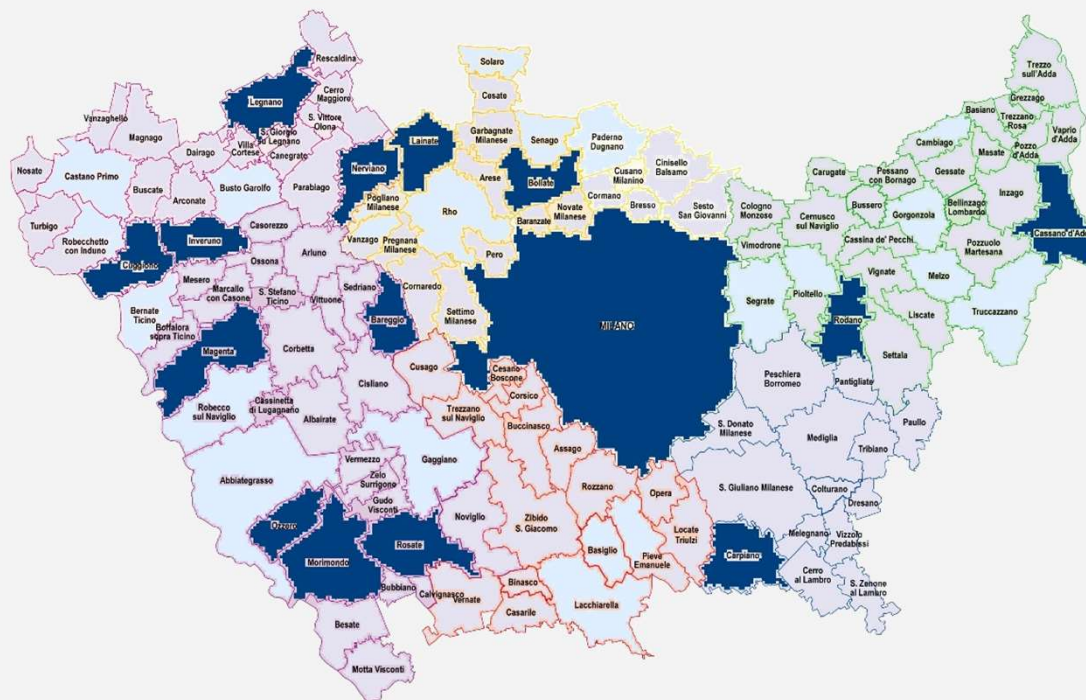 Rescaldina
Solaro
Trezzo
sull'Adda
Legnano
Cerro
Maggiore
Cesate
Vanzaghello
Magnago
S. Vittore
Olona
Lainate
Garbagnate
Milanese
Senago
Paderno
Dugnano
Basiano
Grezzago
Trezzano
Rosa
Vaprio
d'Adda
Dairago
Villa
Cortese
S. Giorgio
su Legnano
Canegrate
Cambiago
Masate
Pozzo
d'Adda
Nosate
Castano Primo
Buscate
Arconate
Busto Garolfo
Parabiago
Nerviano
Pogliano
Milanese
Arese
Bollate
Cusano
Milanino
Cinisello
Balsamo
Carugate
Pessano
con Bornago
Gessate
Inzago
Turbigo
Robecchetto
con Induno
Cuggiono
Inveruno
Casorezzo
Vanzago
Pregnana
Milanese
Rho
Baranzate
Novate
Milanese
Cormano
Bresso
Sesto
San Giovanni
Cologno
Monzese
Cernusco
sul Naviglio
Bussero
Gorgonzola
Bellinzago
Lombardo
Cassano d'Ad
Ossona
Arluno
Pero
Vimodrone
Cassina de' Pecchi
Pozzuolo
Martesana
Mesero
Marcallo
con Casone
S. Stefano
Ticino
Vittuone
Sedriano
Cornaredo
Vignate
Melzo
Bernate
Ticino
Boffalora
sopra Ticino
Bareggio
Settimo
Milanese
MILANO
Segrate
Pioltello
Rodano
Liscate
Truccazzano
Magenta
Corbetta
Cusago
Cesano
Boscone
Corsico
Settala
Cisliano
Peschiera
Borromeo
Pantigliate
Robecco
sul Naviglio
Cassinetta
di Lugagnano
Albairate
Trezzano
sul Naviglio
Buccinasco
S. Donato
Milanese
Mediglia
Paullo
Tribiano
Assago
Abbiategrasso
Vermezzo
Zelo
Surrigone
Gudo
Visconti
Gaggiano
Rozzano
Opera
S. Giuliano Milanese
Colturano
Dresano
Ozzero
Noviglio
Zibido
S. Giacomo
Locate
Triulzi
Melegnano
Vizzolo
Predabissi
Morimondo
Rosate
Basiglio
Pieve
Emanuele
Carpiano
Cerro
al Lambro
S. Zenone
al Lambro
Bubbiano
Calvignasco
Vernate
Binasco
Casarile
Lacchiarella
Besate
Motta Visconti